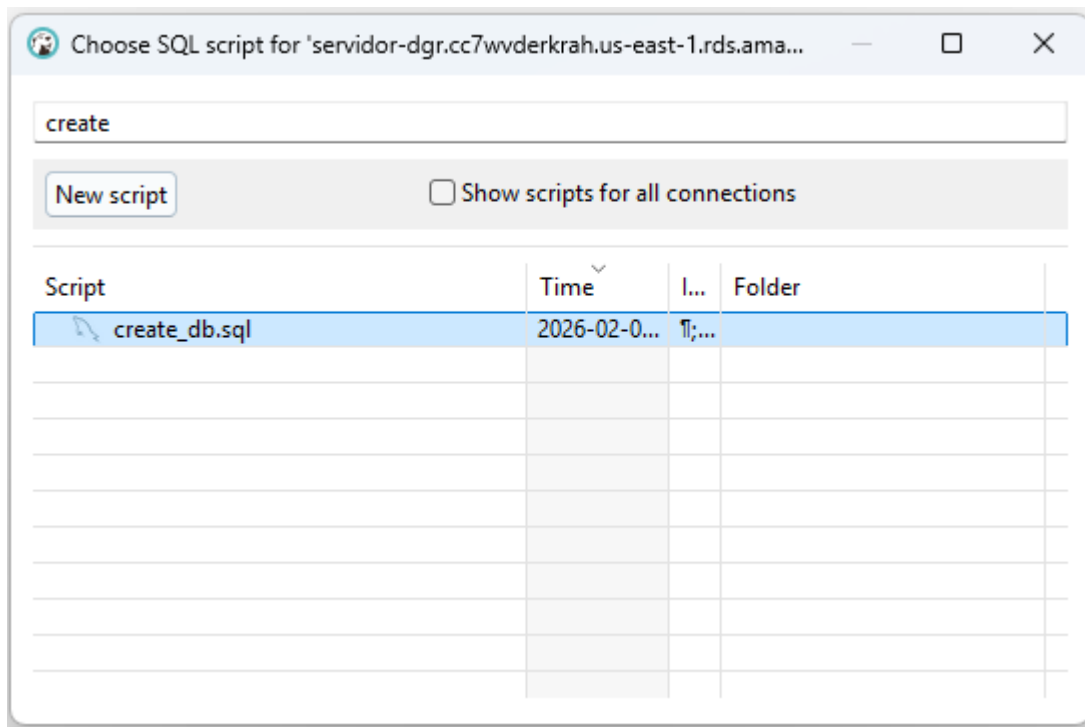 Choose SQL script for 'servidor-dgr.cc7wvderkrah.us-east-1.rds.ama...
create
New script Show scripts for all connections
Script Time I... Folder
create_db.sql 2026-02-0... ¶;...